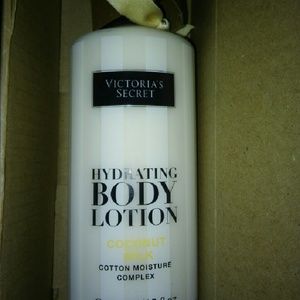 VICTORIA'S
SECRET
HYDRATING
BODY
LOTION
COCONUT
MILK
COTTON MOISTURE
COMPLEX